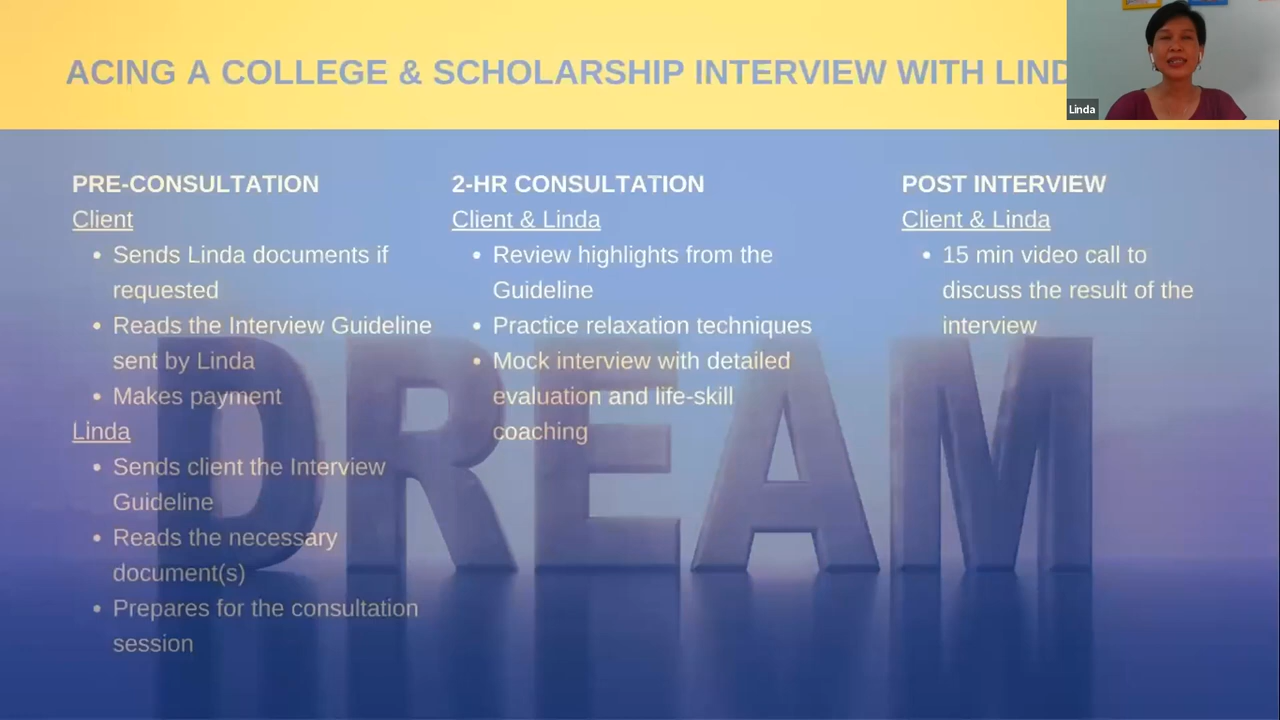 ACING A COLLEGE & SCHOLARSHIP INTERVIEW WITH
Linda
PRE-CONSULTATION
Client
• Sends Linda documents if
requested
• Reads the Interview Guideline
sent by Linda
• Makes payment
Linda
• Sends client the Interview
Guideline
• Reads the necessary
document(s)
• Prepares for the consultation
session
2-HR CONSULTATION
Client & Linda
• Review highlights from the
Guideline
• Practice relaxation techniques
• Mock interview with detailed
evaluation and life-skill
coaching
POST INTERVIEW
Client & Linda
• 15 min video call to
discuss the result of the
interview
DREAM